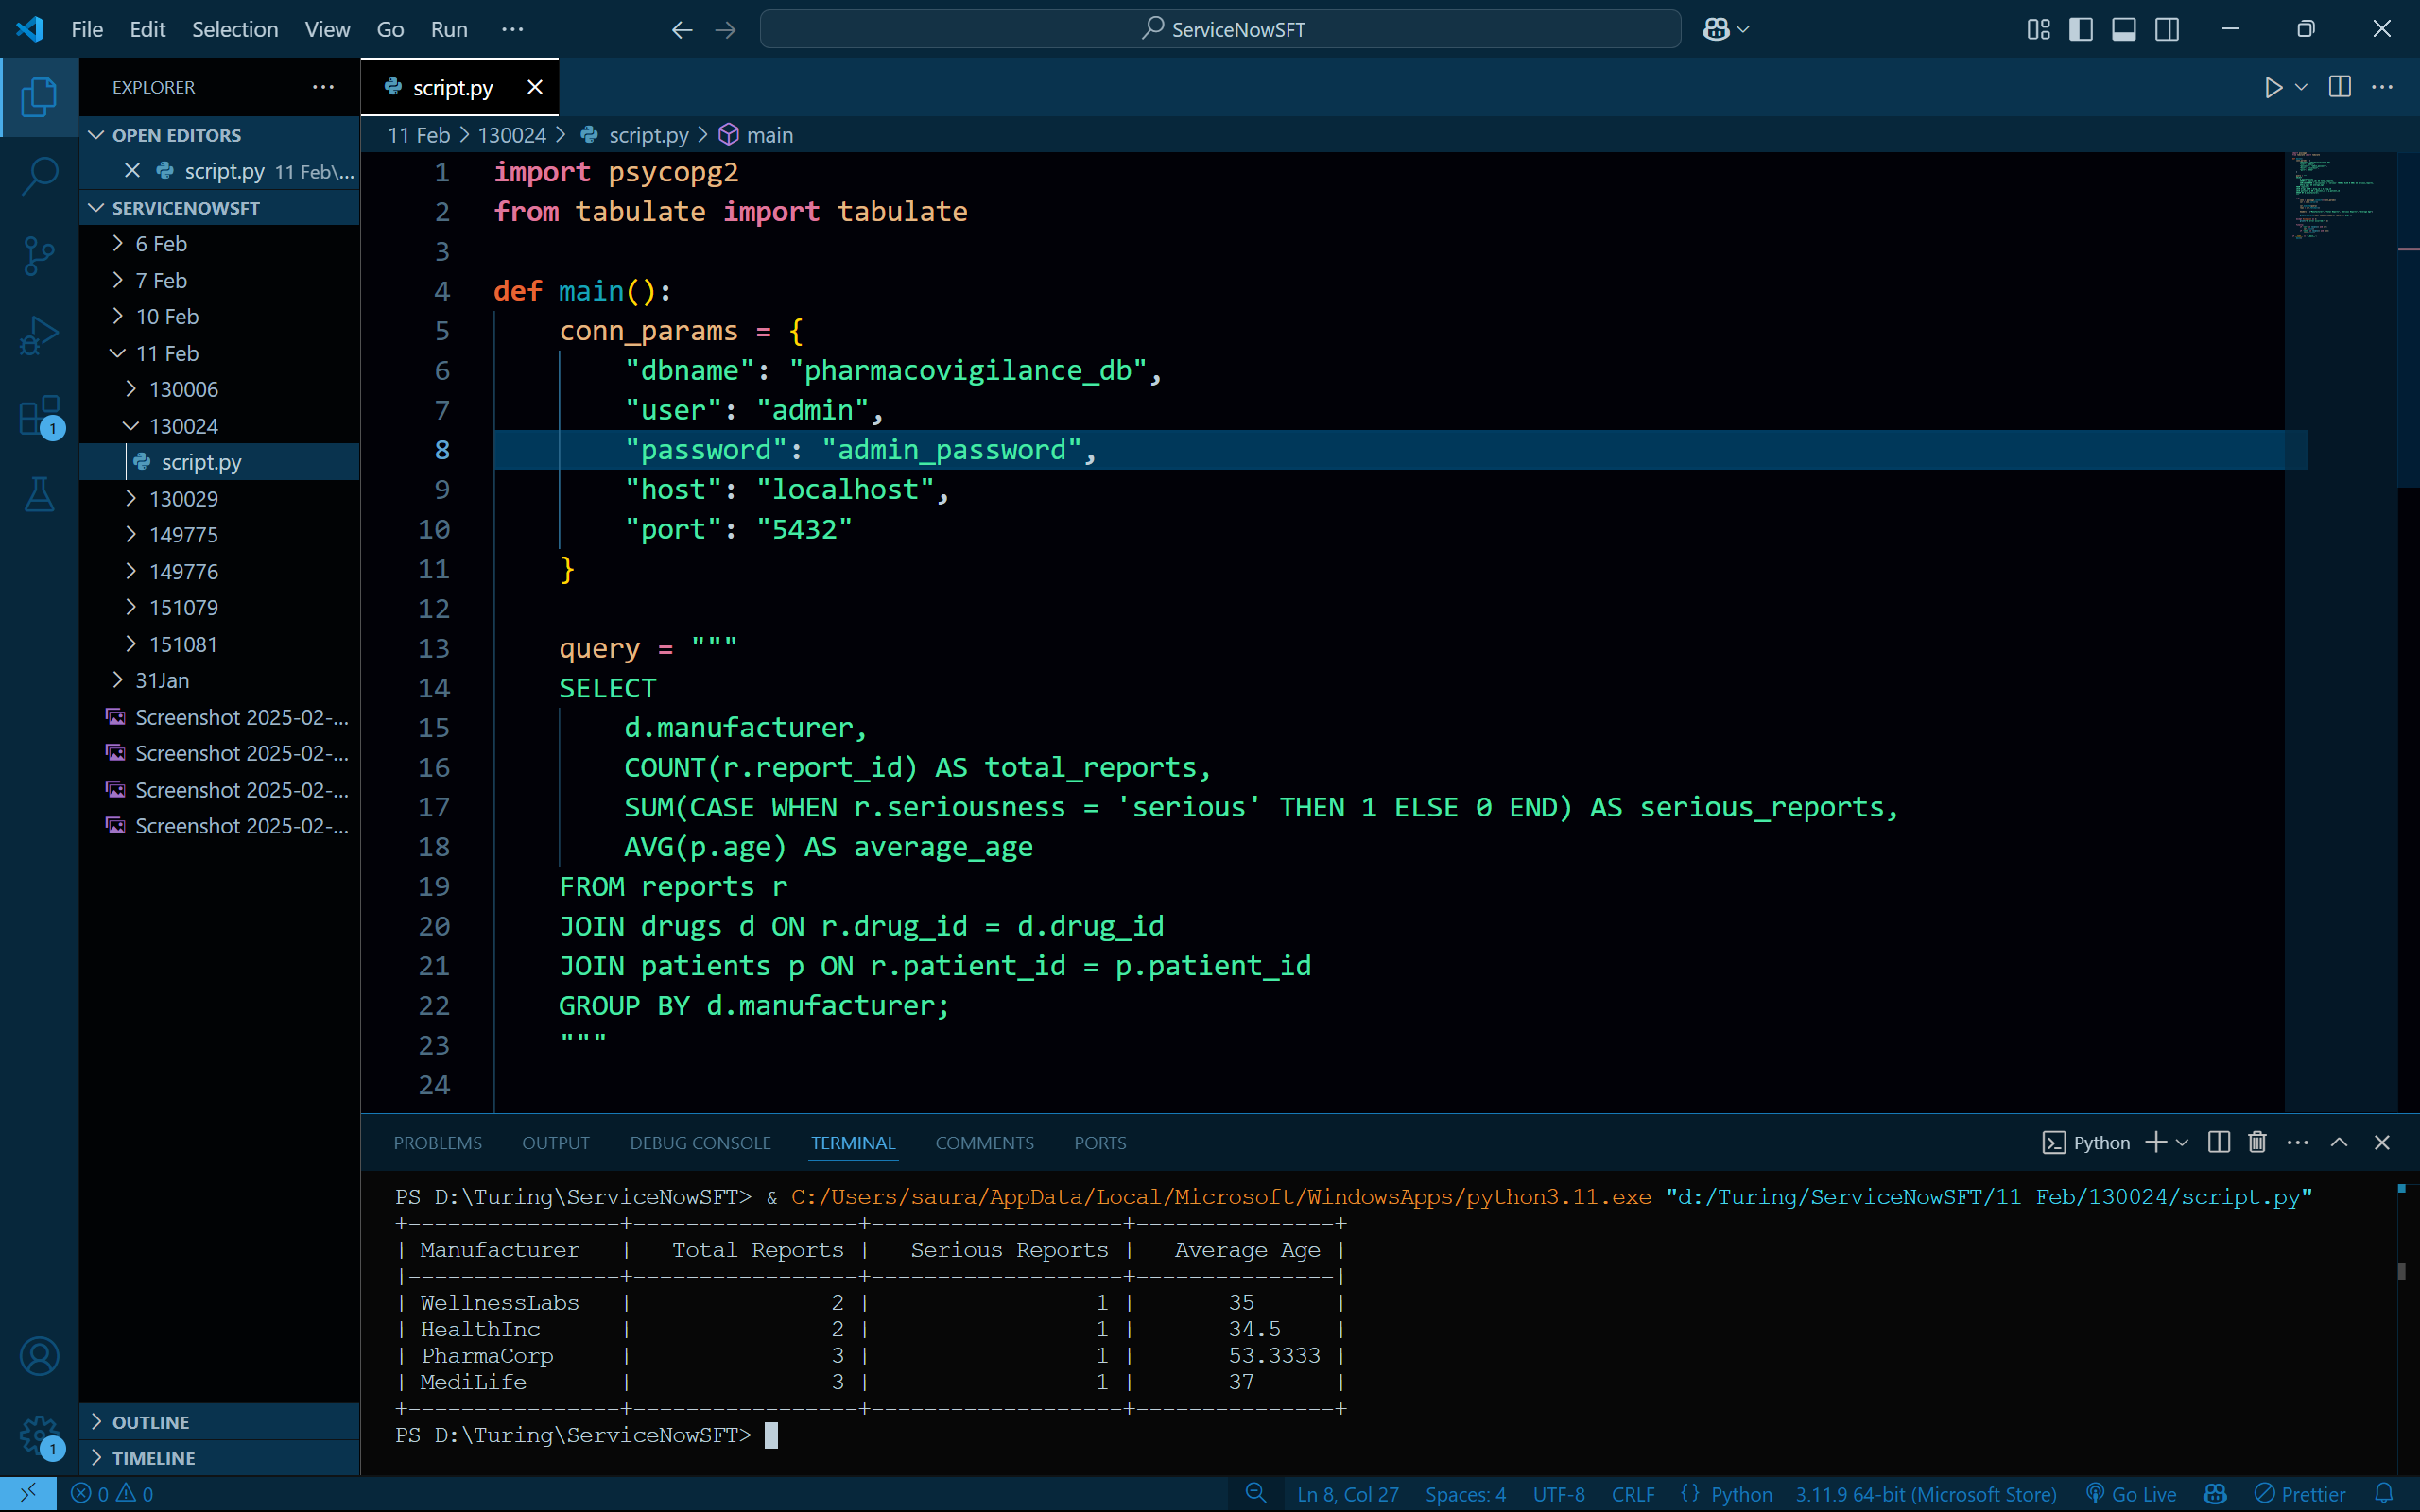 File Edit Selection View Go Run ··· ServiceNowSFT
EXPLORER ···
OPEN EDITORS
script.py 11 Feb\...
SERVICENOWSFT
6 Feb
7 Feb
10 Feb
11 Feb
130006
130024
script.py
130029
149775
149776
151079
151081
31Jan
Screenshot 2025-02-...
Screenshot 2025-02-...
Screenshot 2025-02-...
Screenshot 2025-02-...
OUTLINE
TIMELINE
1
1
script.py
11 Feb > 130024 > script.py > main
1 import psycopg2
2 from tabulate import tabulate
3
4 def main():
5     conn_params = {
6         "dbname": "pharmacovigilance_db",
7         "user": "admin",
8         "password": "admin_password",
9         "host": "localhost",
10         "port": "5432"
11     }
12
13     query = """
14     SELECT
15         d.manufacturer,
16         COUNT(r.report_id) AS total_reports,
17         SUM(CASE WHEN r.seriousness = 'serious' THEN 1 ELSE 0 END) AS serious_reports,
18         AVG(p.age) AS average_age
19     FROM reports r
20     JOIN drugs d ON r.drug_id = d.drug_id
21     JOIN patients p ON r.patient_id = p.patient_id
22     GROUP BY d.manufacturer;
23     """
24
PROBLEMS OUTPUT DEBUG CONSOLE TERMINAL COMMENTS PORTS Python
PS D:\Turing\ServiceNowSFT> & C:/Users/saura/AppData/Local/Microsoft/WindowsApps/python3.11.exe "d:/Turing/ServiceNowSFT/11 Feb/130024/script.py"
+----------------+-----------------+-------------------+---------------+
| Manufacturer   |   Total Reports |   Serious Reports |   Average Age |
|----------------+-----------------+-------------------+---------------|
| WellnessLabs   |               2 |                 1 |       35      |
| HealthInc      |               2 |                 1 |       34.5    |
| PharmaCorp     |               3 |                 1 |       53.3333 |
| MediLife       |               3 |                 1 |       37      |
+----------------+-----------------+-------------------+---------------+
PS D:\Turing\ServiceNowSFT>
0 0 Ln 8, Col 27 Spaces: 4 UTF-8 CRLF {} Python 3.11.9 64-bit (Microsoft Store) Go Live Prettier